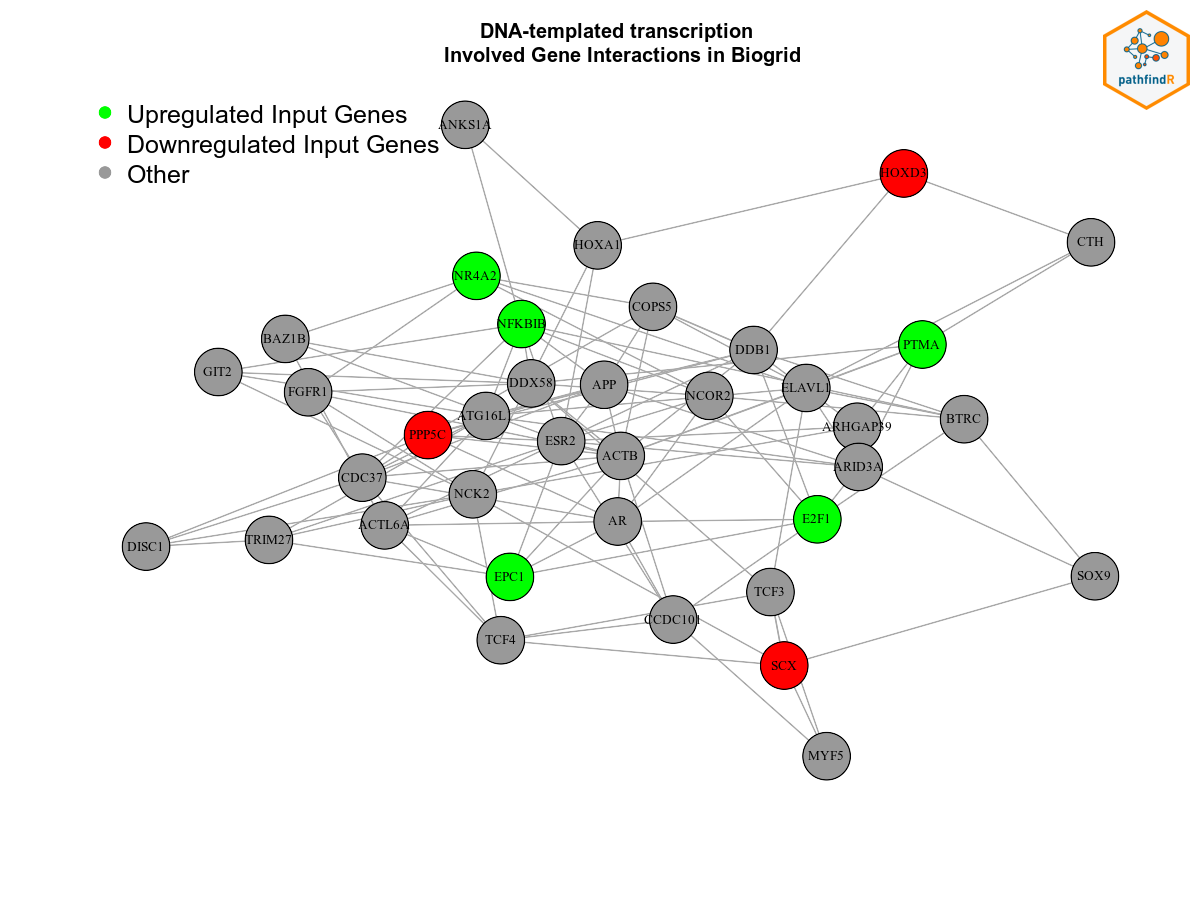 DNA-templated transcription
Involved Gene Interactions in Biogrid
pathfindR
Upregulated Input Genes
Downregulated Input Genes
Other
ANKS1A
HOXD3
HOXA1
CTH
NR4A2
COPS5
NFKBIB
BAZ1B
PTMA
DDB1
GIT2
DDX58
APP
ELAVL1
FGFR1
NCOR2
ATG16L
BTRC
ARHGAP39
PPP5C
ESR2
ACTB
ARID3A
CDC37
NCK2
E2F1
AR
ACTL6A
TRIM27
DISC1
EPC1
SOX9
TCF3
CCDC101
TCF4
SCX
MYF5